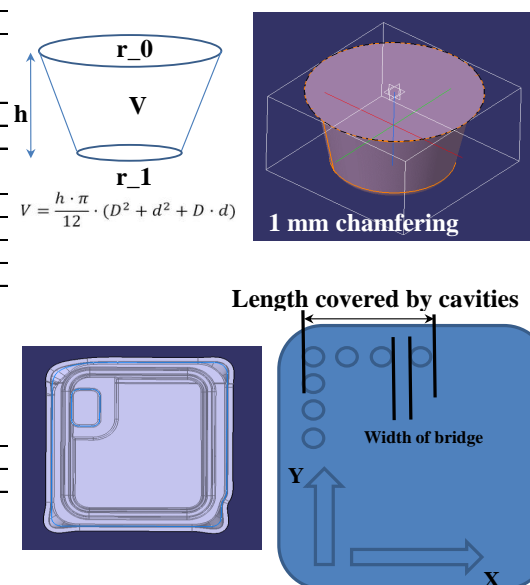 r_0
h
V
r_1
V = h · π / 12 · (D² + d² + D · d)
1 mm chamfering
Length covered by cavities
Width of bridge
Y
X